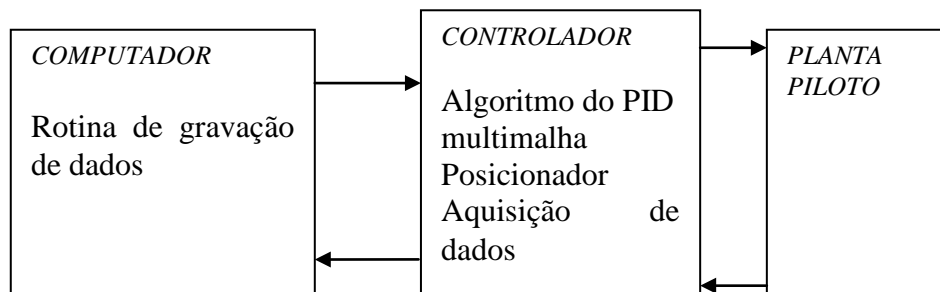 COMPUTADOR
Rotina de gravação
de dados
CONTROLADOR
Algoritmo do PID
multimalha
Posicionador
Aquisição de
dados
PLANTA
PILOTO